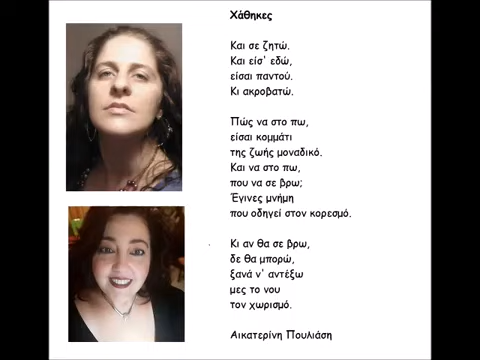 Χάθηκες
Και σε ζητώ.
Και είσ' εδώ,
είσαι παντού.
Κι ακροβατώ.
Πώς να στο πω,
είσαι κομμάτι
της ζωής μοναδικό.
Και να στο πω,
που να σε βρω;
Έγινες μνήμη
που οδηγεί στον κορεσμό.
Κι αν θα σε βρω,
δε θα μπορώ,
ξανά ν' αντέξω
μες το νου
τον χωρισμό.
Αικατερίνη Πουλιάση